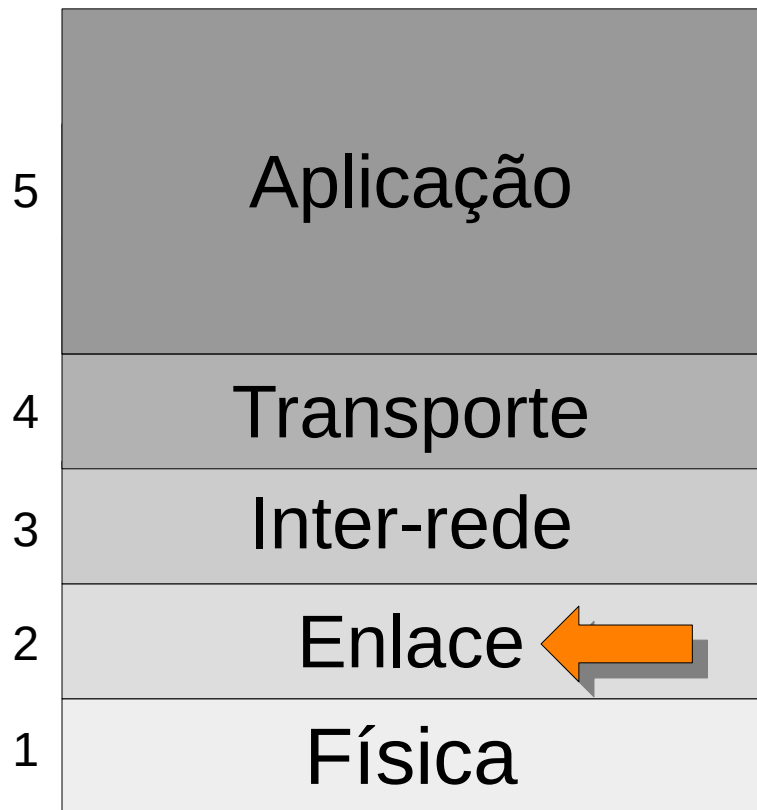 5 Aplicação
4 Transporte
3 Inter-rede
2 Enlace
1 Física